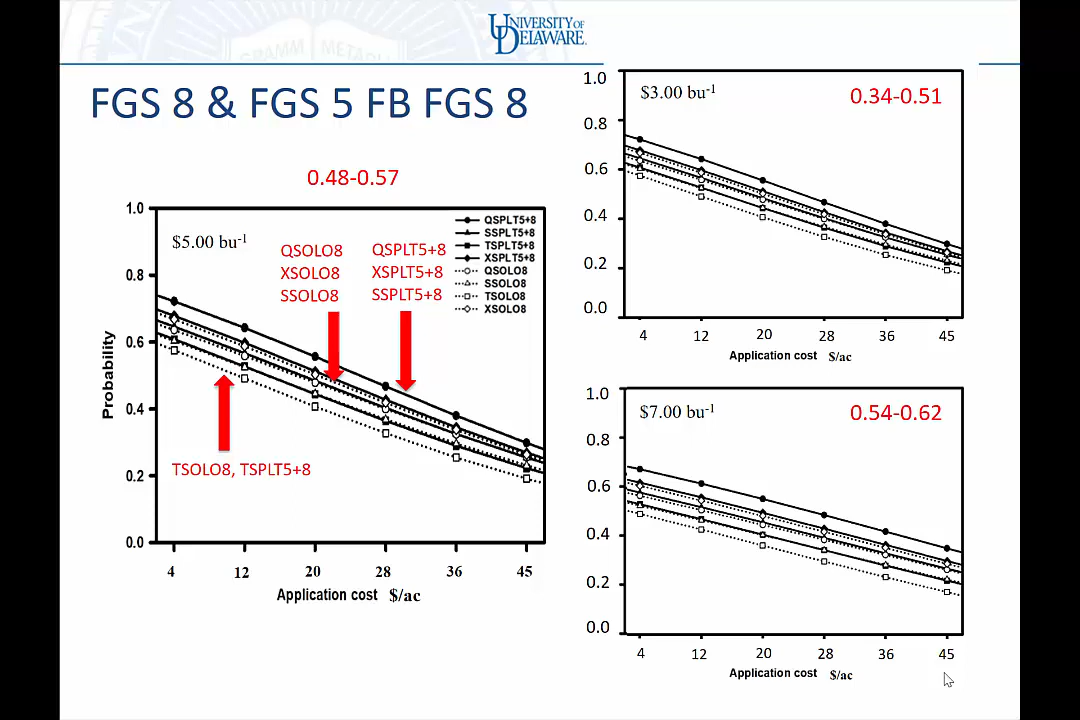 GRAMM METAPH
UNIVERSITY OF
DELAWARE.
FGS 8 & FGS 5 FB FGS 8
0.48-0.57
1.0
0.8
0.6
0.4
0.2
0.0
Probability
$5.00 bu-1
QSOLO8
XSOLO8
SSOLO8
QSPLT5+8
XSPLT5+8
SSPLT5+8
QSPLT5+8
SSPLT5+8
TSPLT5+8
XSPLT5+8
QSOLO8
SSOLO8
TSOLO8
XSOLO8
TSOLO8, TSPLT5+8
4 12 20 28 36 45
Application cost $/ac
1.0
0.8
0.6
0.4
0.2
0.0
$3.00 bu-1
0.34-0.51
4 12 20 28 36 45
Application cost $/ac
1.0
0.8
0.6
0.4
0.2
0.0
$7.00 bu-1
0.54-0.62
4 12 20 28 36 45
Application cost $/ac